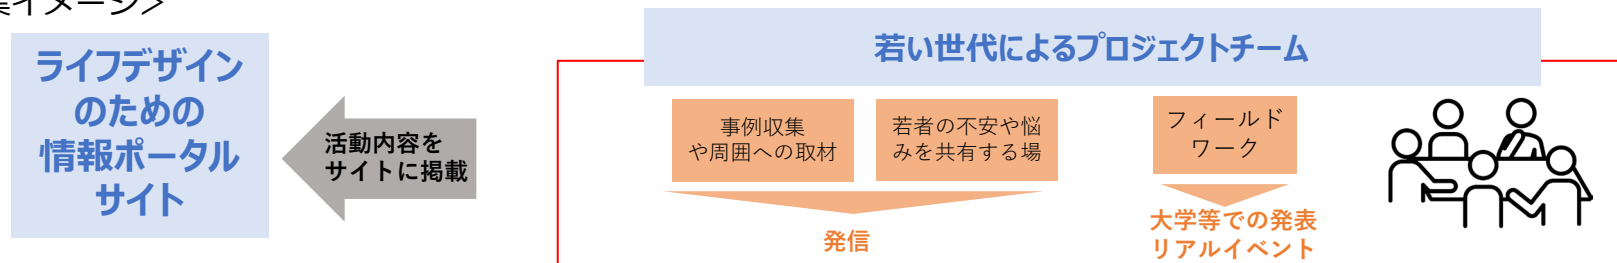 集イメージ＞
ライフデザイン
のための
情報ポータル
サイト
活動内容を
サイトに掲載
若い世代によるプロジェクトチーム
事例収集
や周囲への取材
若者の不安や悩
みを共有する場
フィールド
ワーク
発信
大学等での発表
リアルイベント